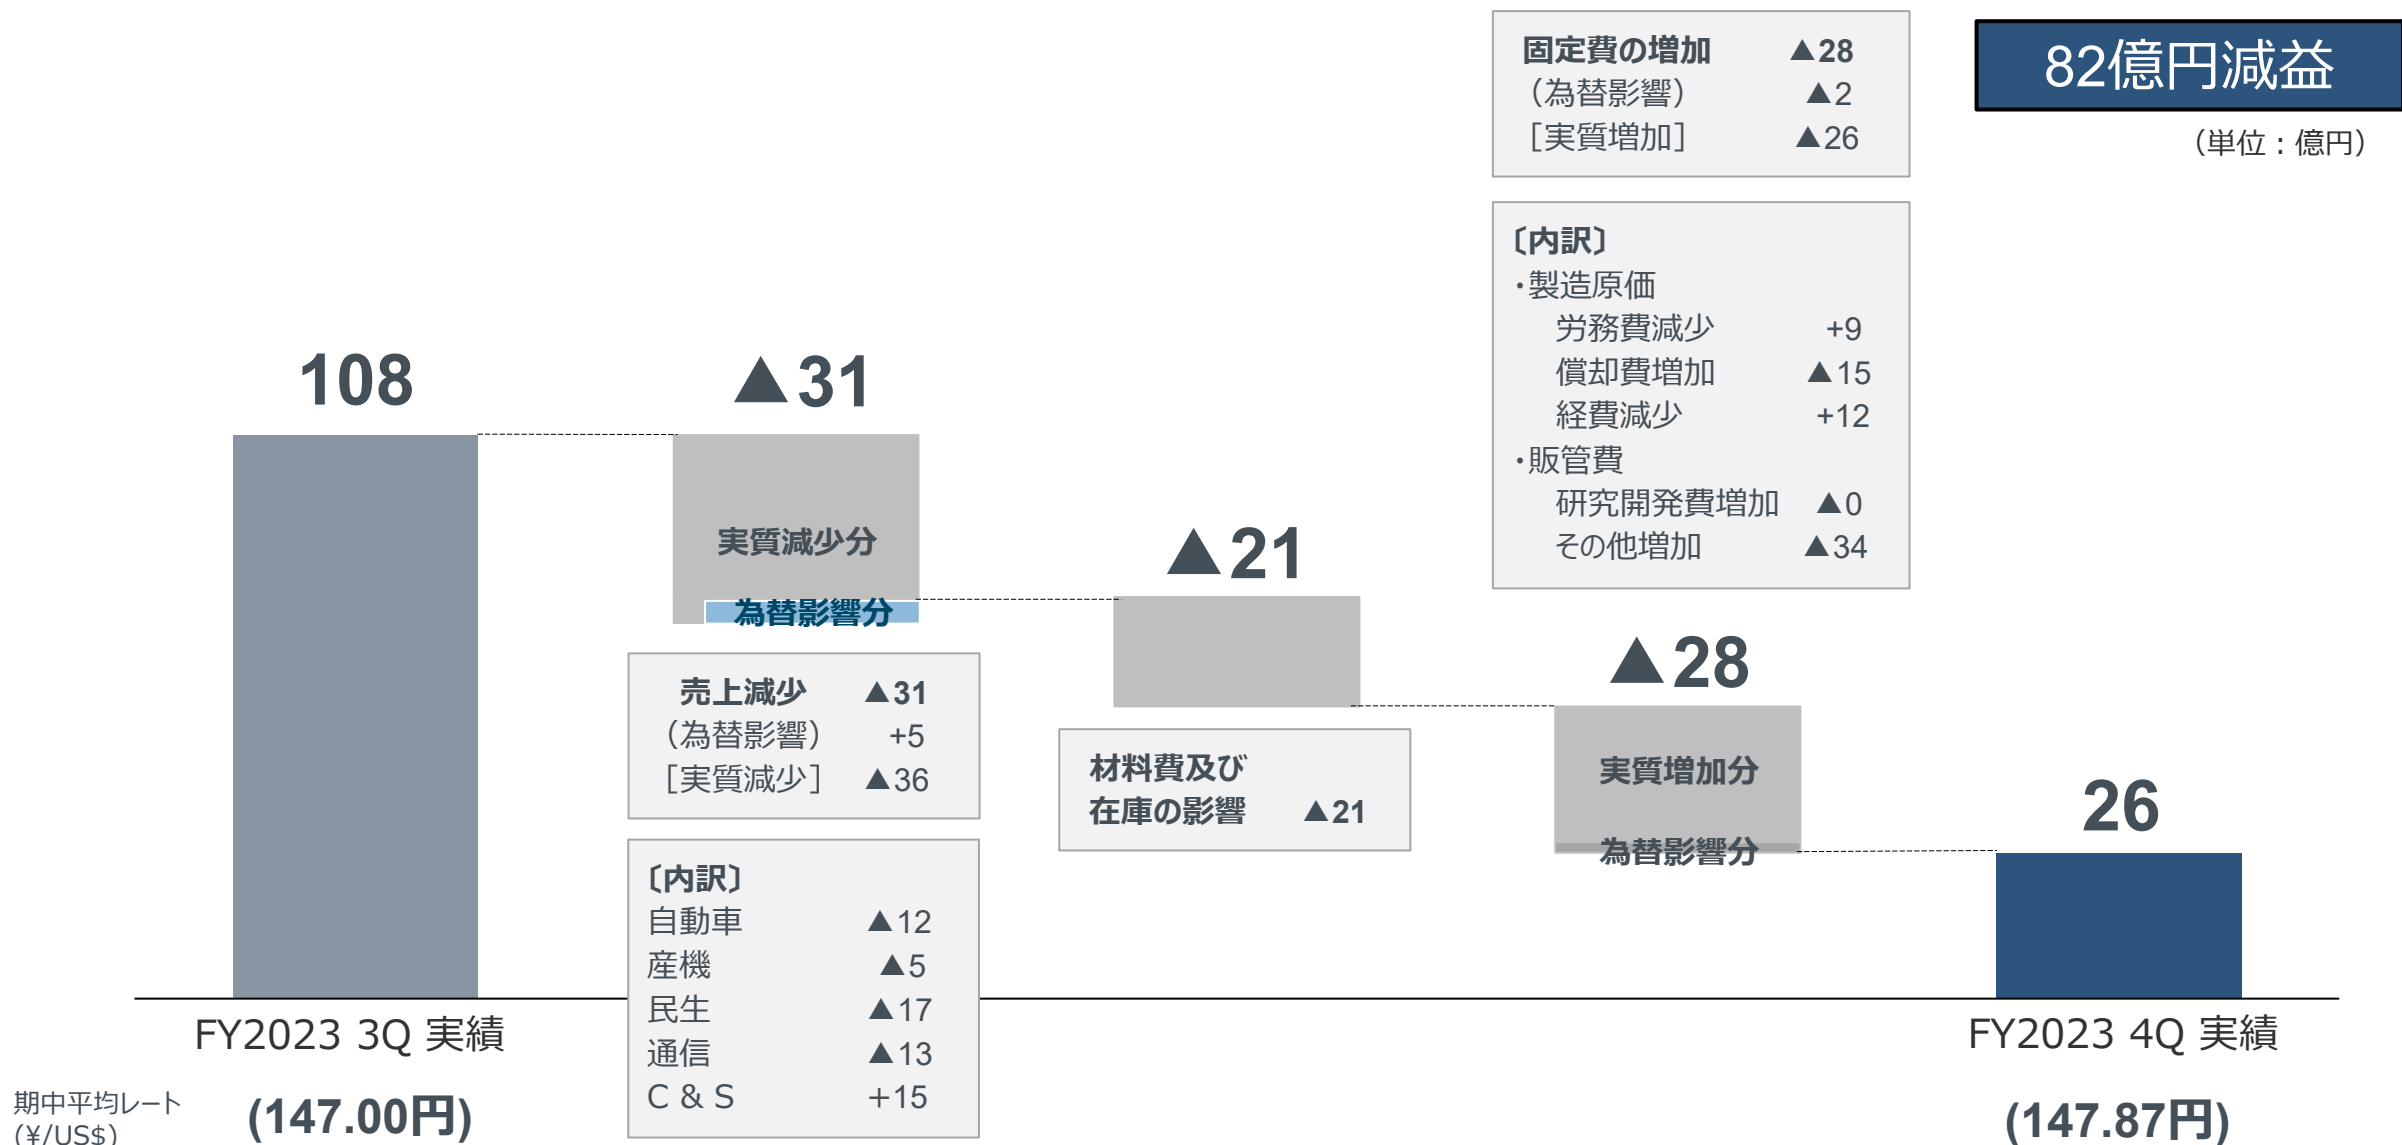 82億円減益
（単位：億円）
固定費の増加 ▲28
（為替影響） ▲2
［実質増加］ ▲26
〔内訳〕
・製造原価
労務費減少 +9
償却費増加 ▲15
経費減少 +12
・販管費
研究開発費増加 ▲0
その他増加 ▲34
108
▲31
実質減少分
為替影響分
売上減少 ▲31
（為替影響） +5
［実質減少］ ▲36
〔内訳〕
自動車 ▲12
産機 ▲5
民生 ▲17
通信 ▲13
C & S +15
▲21
材料費及び
在庫の影響 ▲21
▲28
実質増加分
為替影響分
26
FY2023 3Q 実績
FY2023 4Q 実績
期中平均レート
(¥/US$)
(147.00円)
(147.87円)